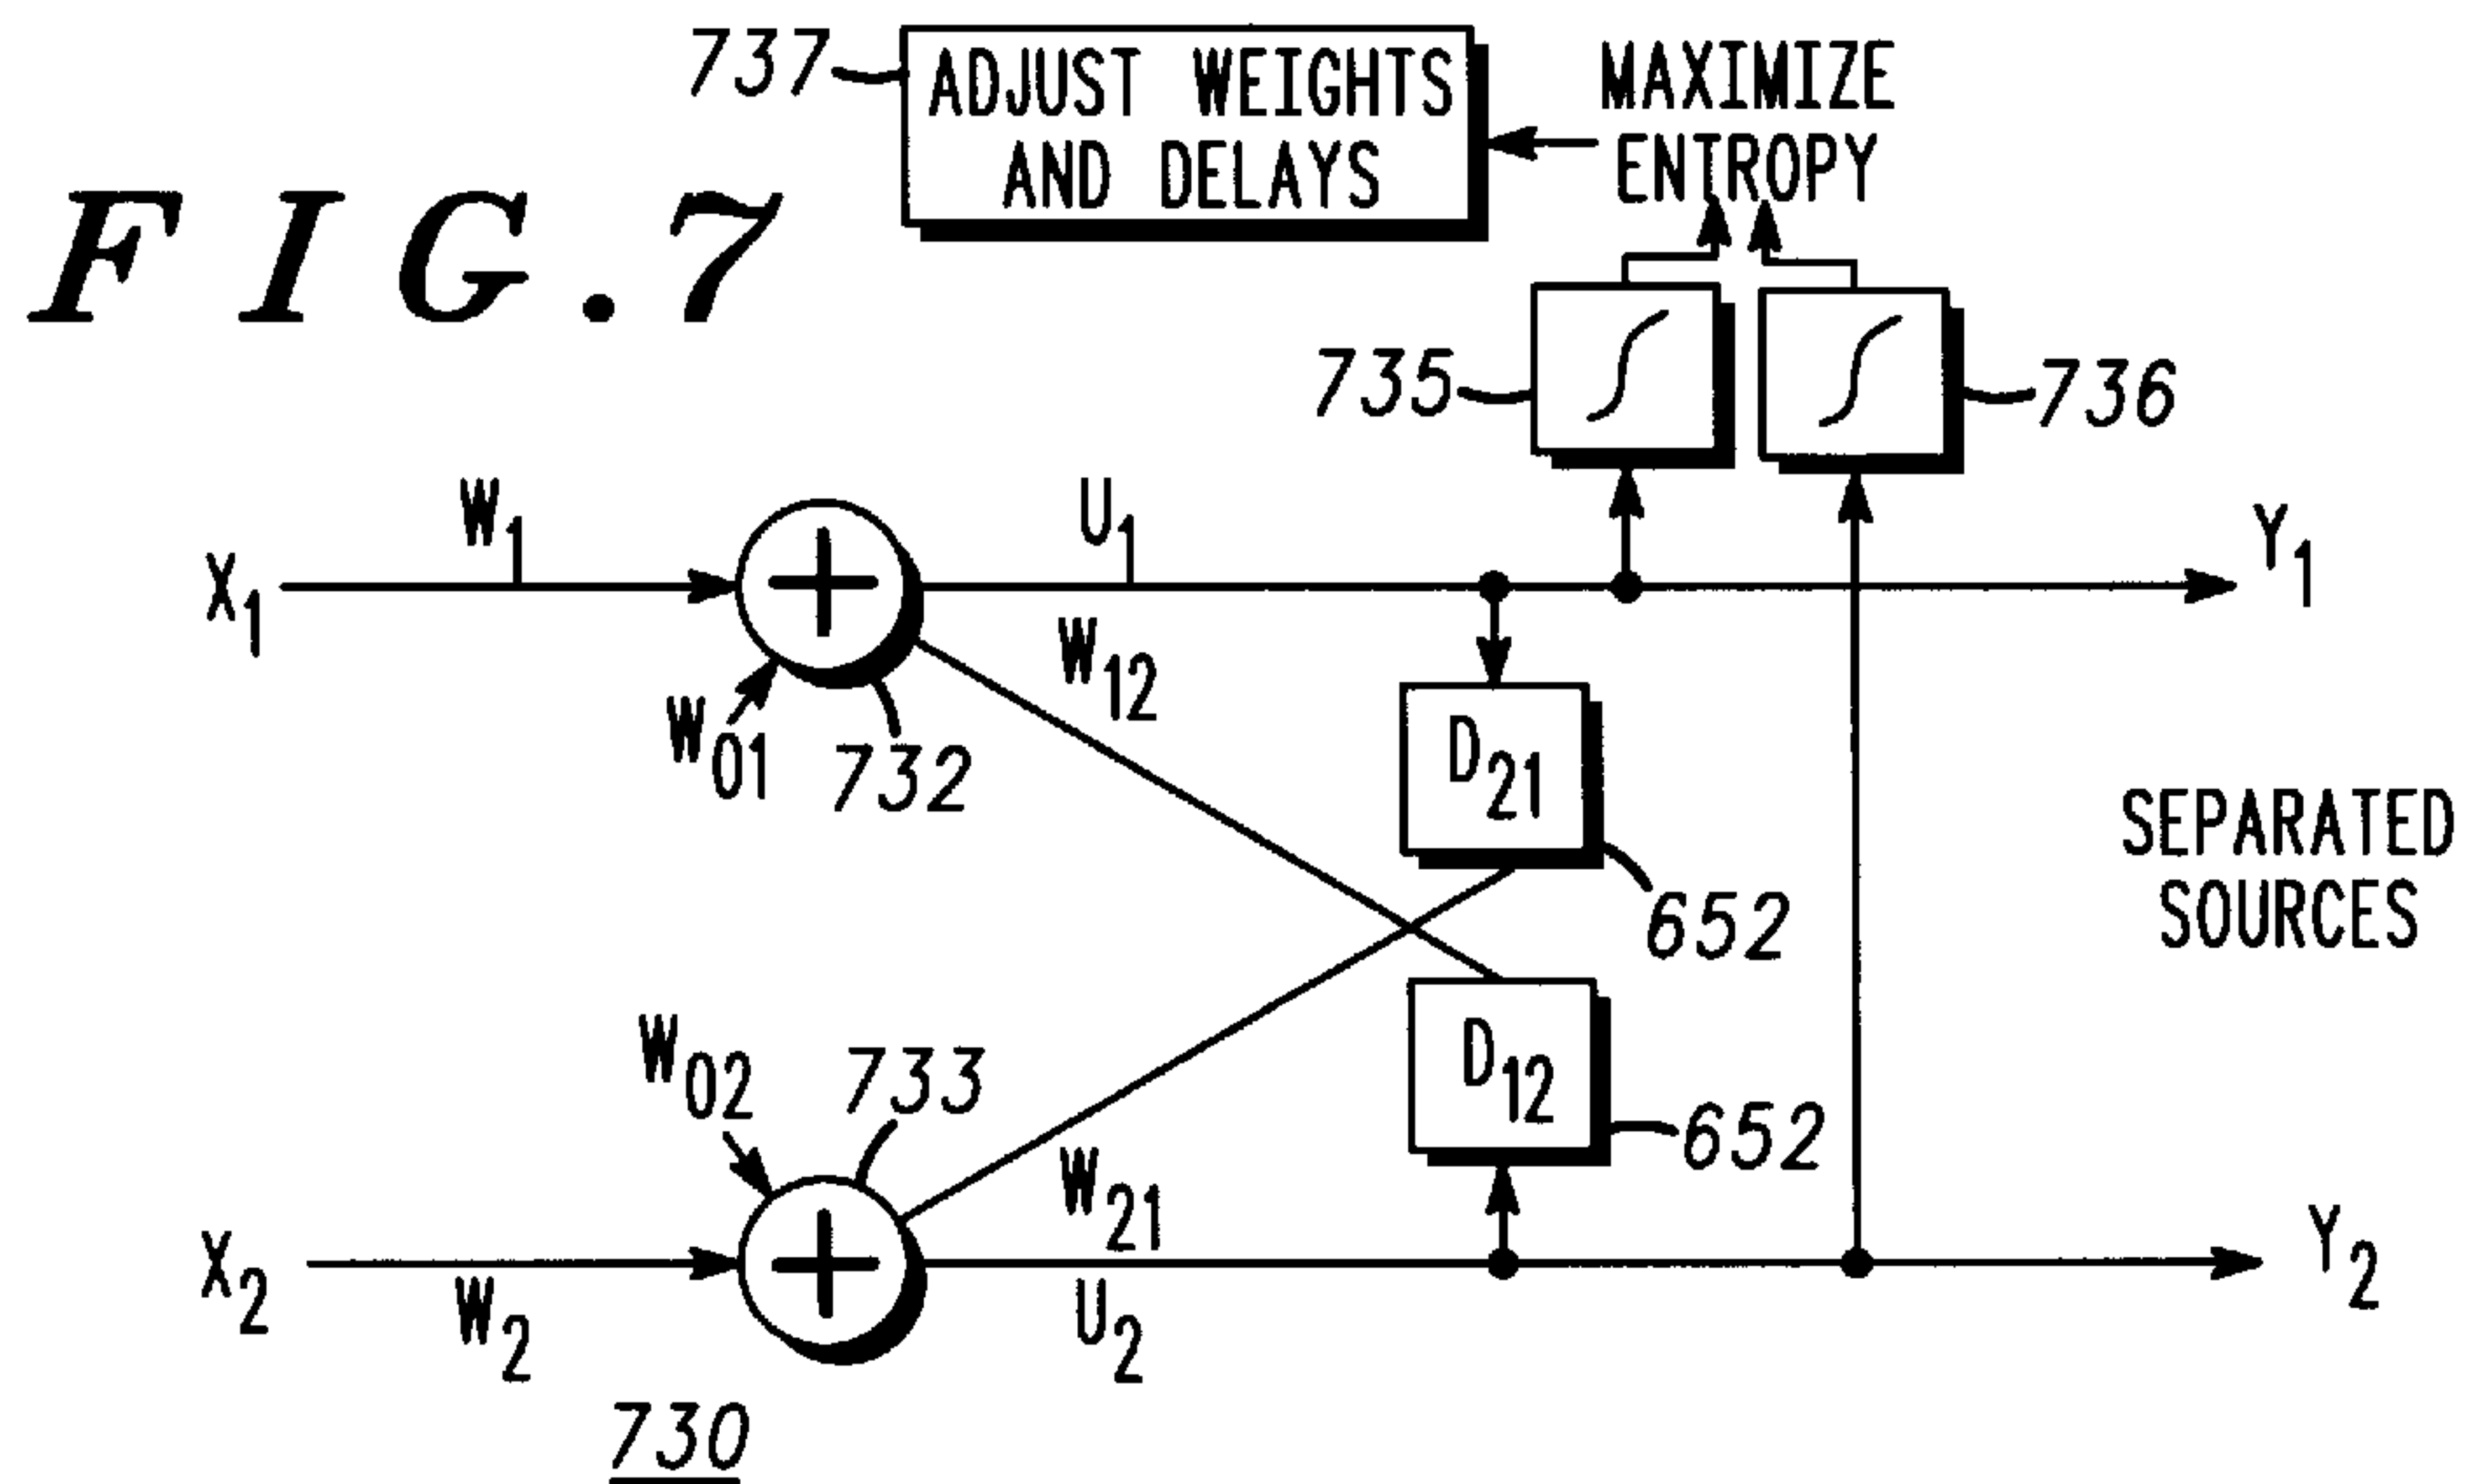 737
ADJUST WEIGHTS
AND DELAYS
MAXIMIZE
ENTROPY
FIG.7
735
736
W1
U1
Y1
X1
W12
W01
732
D21
652
SEPARATED
SOURCES
D12
652
W02
733
W21
X2
W2
U2
Y2
730